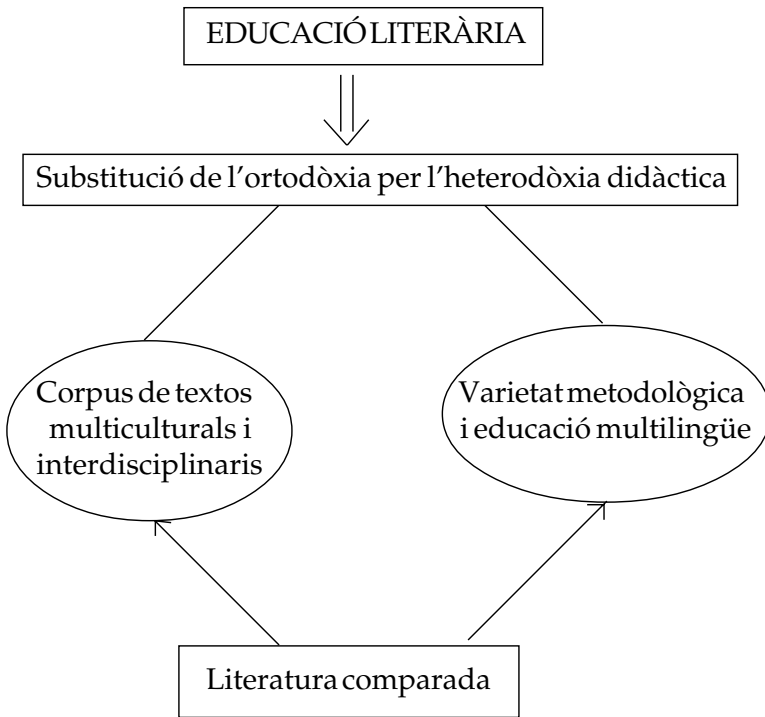 EDUCACIÓ LITERÀRIA
Substitució de l'ortodòxia per l'heterodòxia didàctica
Corpus de textos
multiculturals i
interdisciplinaris
Varietat metodològica
i educació multilingüe
Literatura comparada